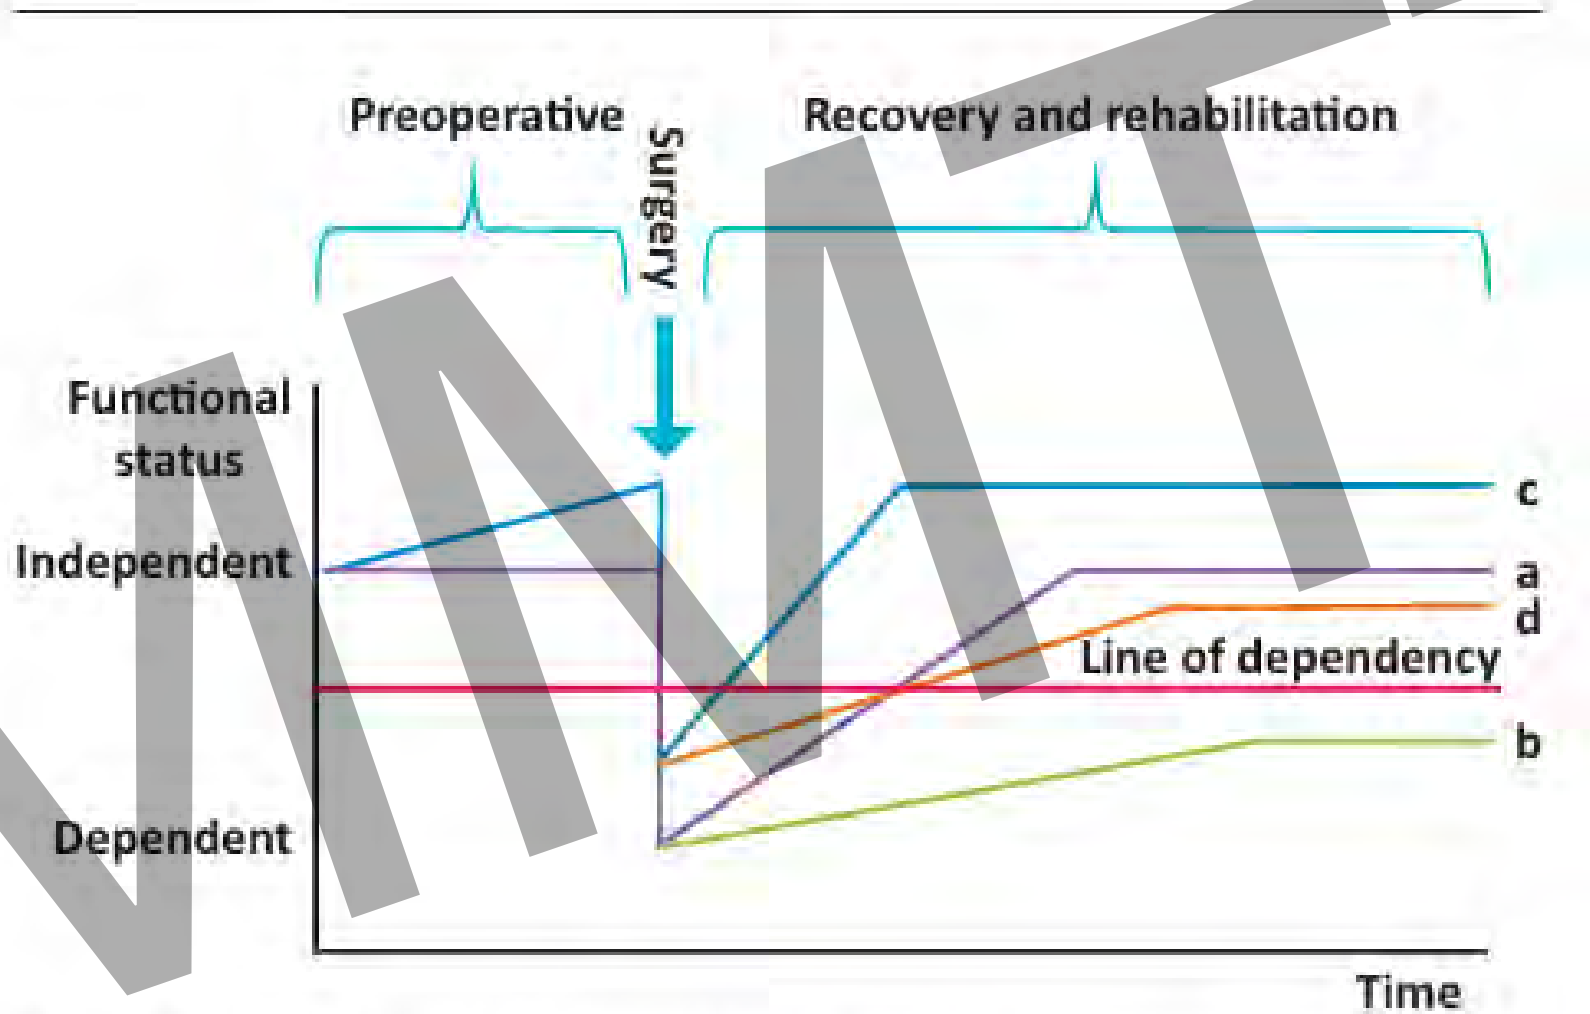 Preoperative
Surgery
Recovery and rehabilitation
Functional
status
Independent
Dependent
c
a
d
Line of dependency
b
Time